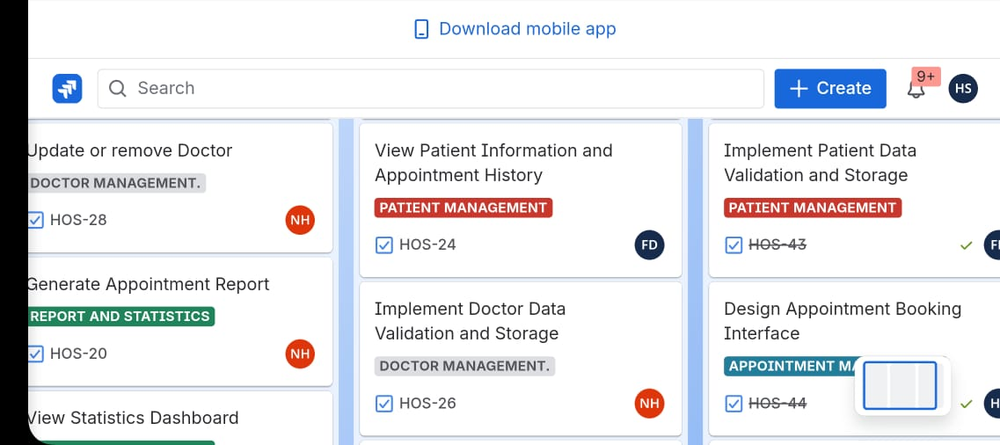 Download mobile app
Search
Create
9+
HS
Update or remove Doctor
DOCTOR MANAGEMENT.
HOS-28
NH
Generate Appointment Report
REPORT AND STATISTICS
HOS-20
NH
View Statistics Dashboard
View Patient Information and
Appointment History
PATIENT MANAGEMENT
HOS-24
FD
Implement Doctor Data
Validation and Storage
DOCTOR MANAGEMENT.
HOS-26
NH
Implement Patient Data
Validation and Storage
PATIENT MANAGEMENT
HOS-43
Design Appointment Booking
Interface
APPOINTMENT
HOS-44